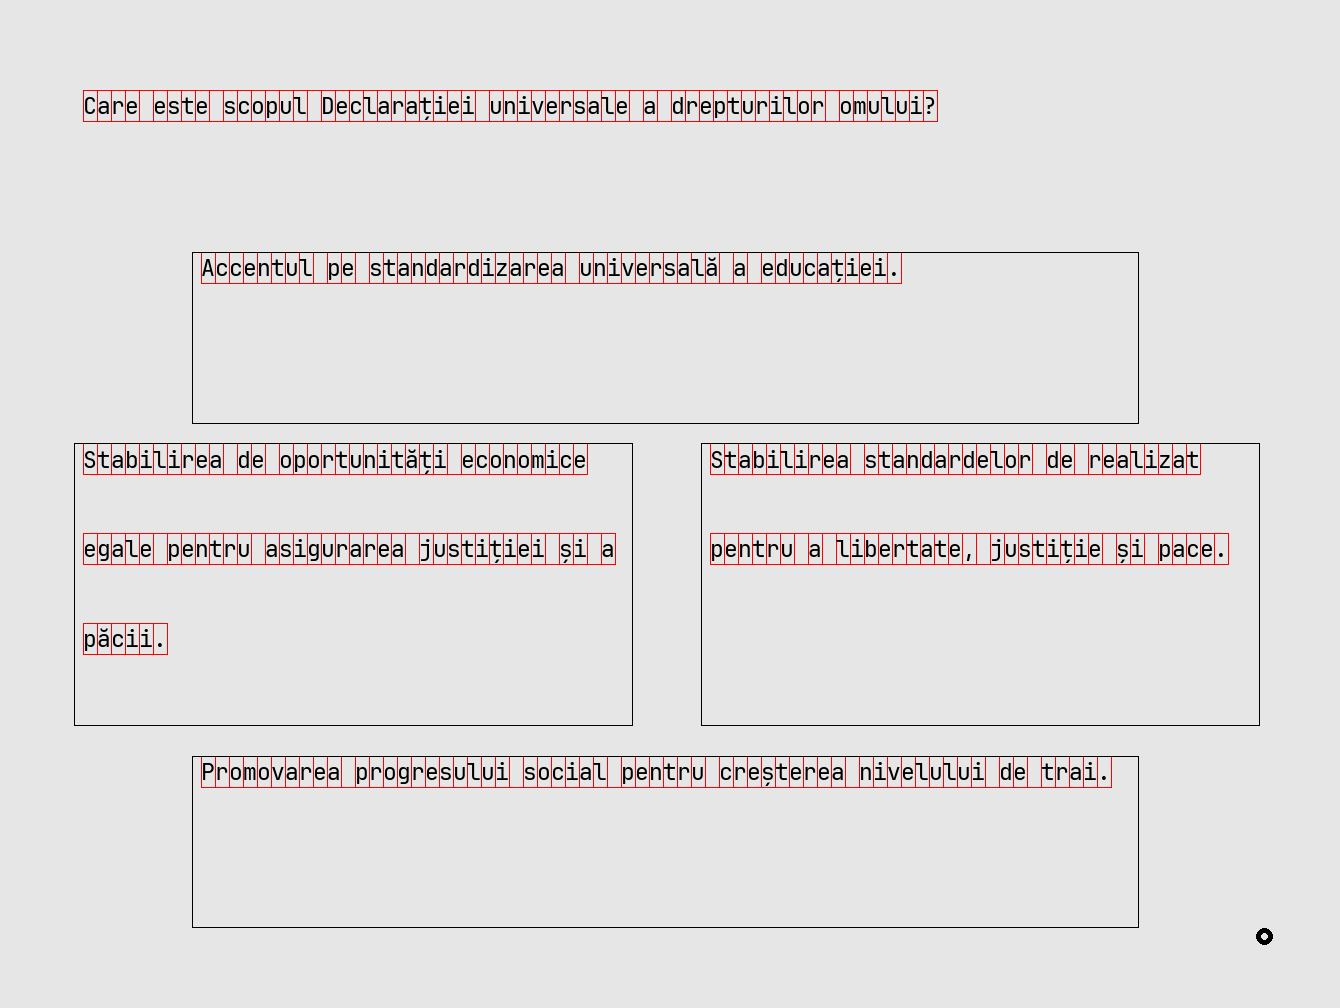 Care este scopul Declarației universale a drepturilor omului?
Accentul pe standardizarea universală a educației.
Stabilirea de oportunități economice
egale pentru asigurarea justiției și a
păcii.
Stabilirea standardelor de realizat
pentru a libertate, justiție și pace.
Promovarea progresului social pentru creșterea nivelului de trai.